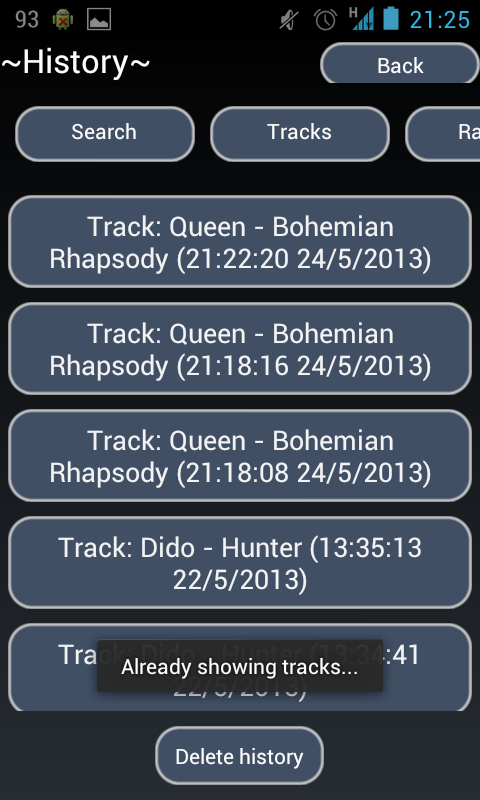 93
H
21:25
~History~
Back
Search
Tracks
Ra
Track: Queen - Bohemian
Rhapsody (21:22:20 24/5/2013)
Track: Queen - Bohemian
Rhapsody (21:18:16 24/5/2013)
Track: Queen - Bohemian
Rhapsody (21:18:08 24/5/2013)
Track: Dido - Hunter (13:35:13
22/5/2013)
Track: Dido - Hunter (13:34:41
22/5/2013)
Already showing tracks...
Delete history